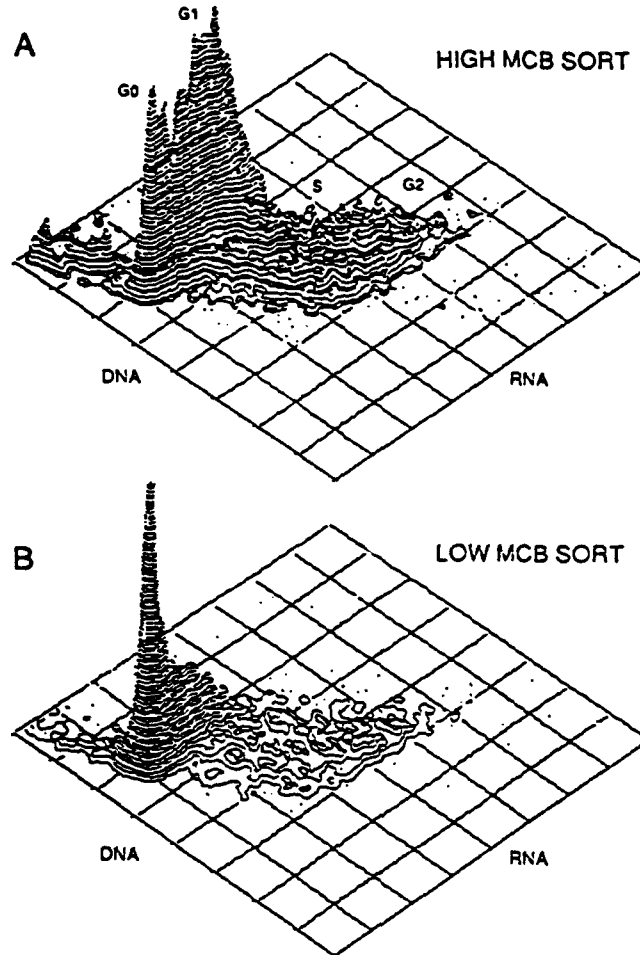 A
G1
HIGH MCB SORT
G0
S
G2
DNA
RNA
B
LOW MCB SORT
DNA
RNA